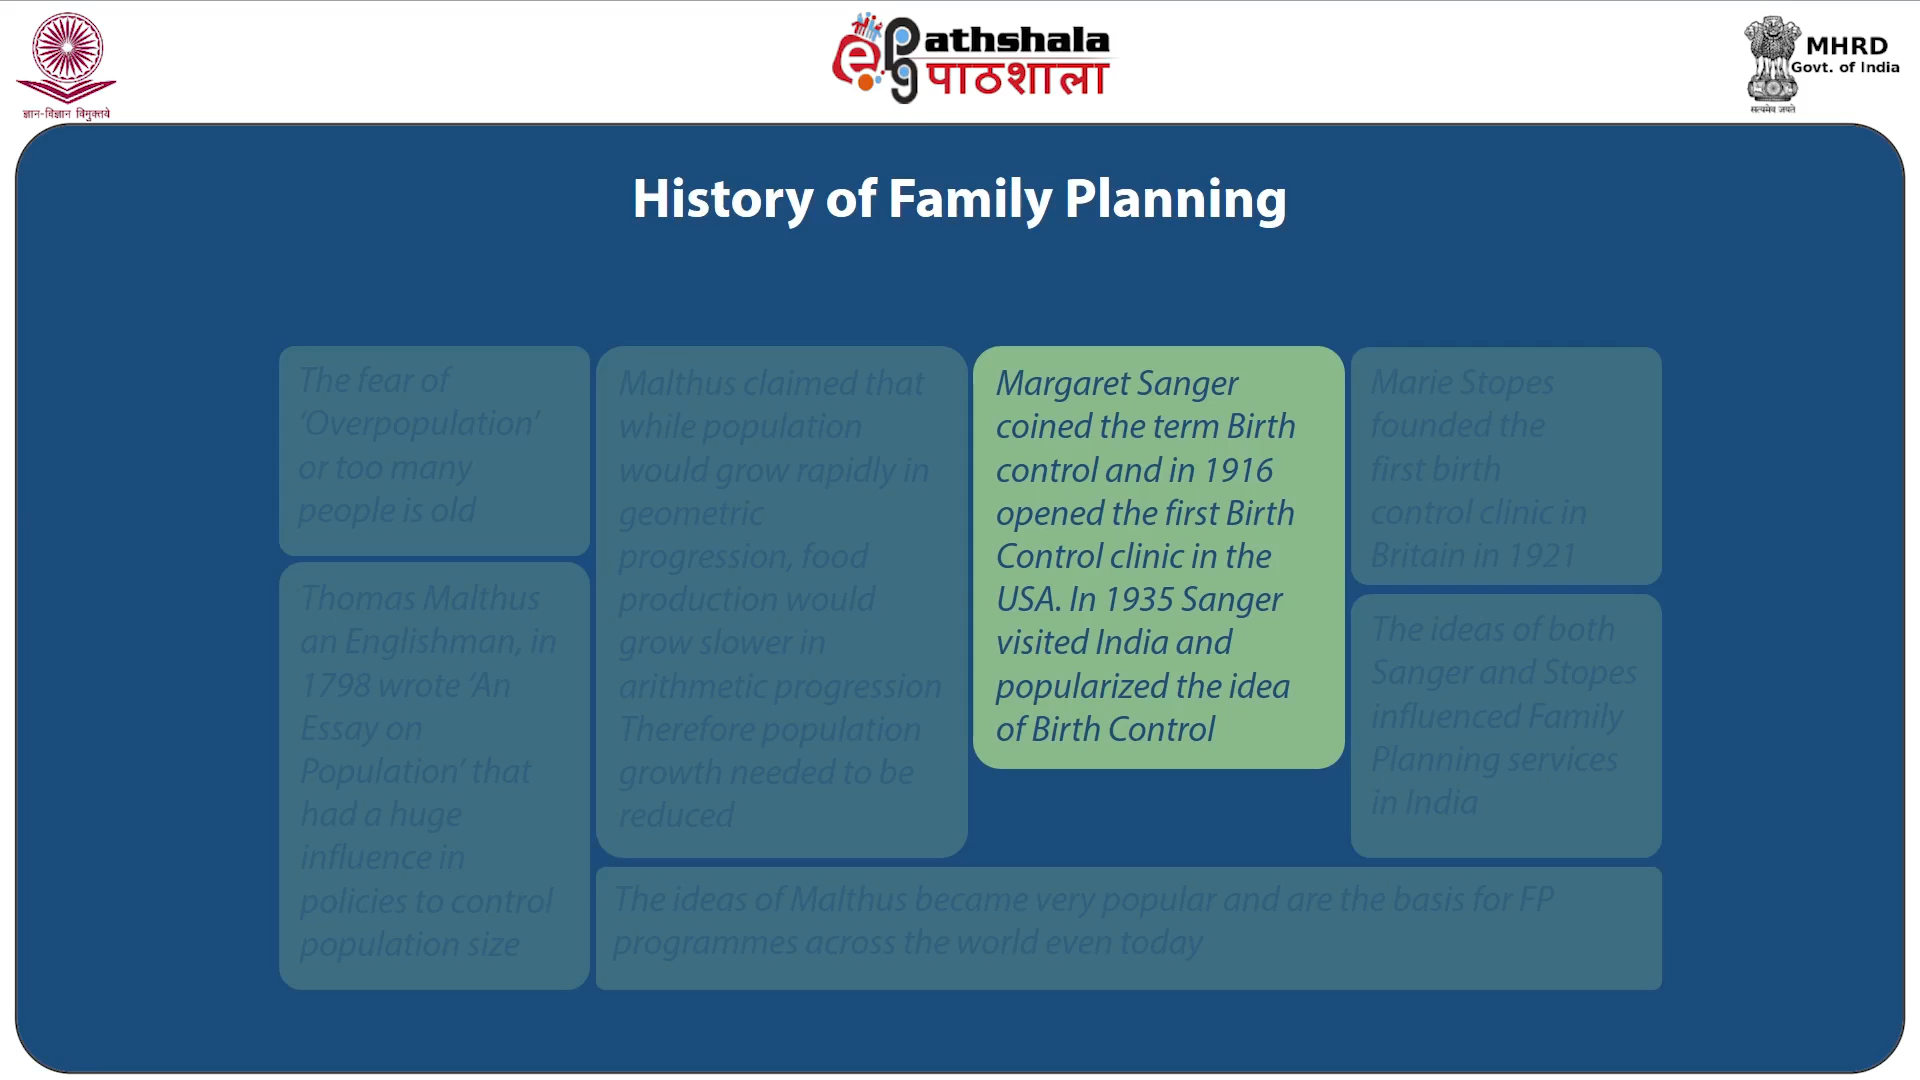 ज्ञान-विज्ञान विमुक्तये
e
PG
Pathshala
पाठशाला
MHRD
Govt. of India
सत्यमेव जयते
History of Family Planning
The fear of
‘Overpopulation’
or too many
people is old
Thomas Malthus
an Englishman, in
1798 wrote ‘An
Essay on
Population’ that
had a huge
influence in
policies to control
population size
Malthus claimed that
while population
would grow rapidly in
geometric
progression, food
production would
grow slower in
arithmetic progression
Therefore population
growth needed to be
reduced
Margaret Sanger
coined the term Birth
control and in 1916
opened the first Birth
Control clinic in the
USA. In 1935 Sanger
visited India and
popularized the idea
of Birth Control
Marie Stopes
founded the
first birth
control clinic in
Britain in 1921
The ideas of both
Sanger and Stopes
influenced Family
Planning services
in India
The ideas of Malthus became very popular and are the basis for FP
programmes across the world even today